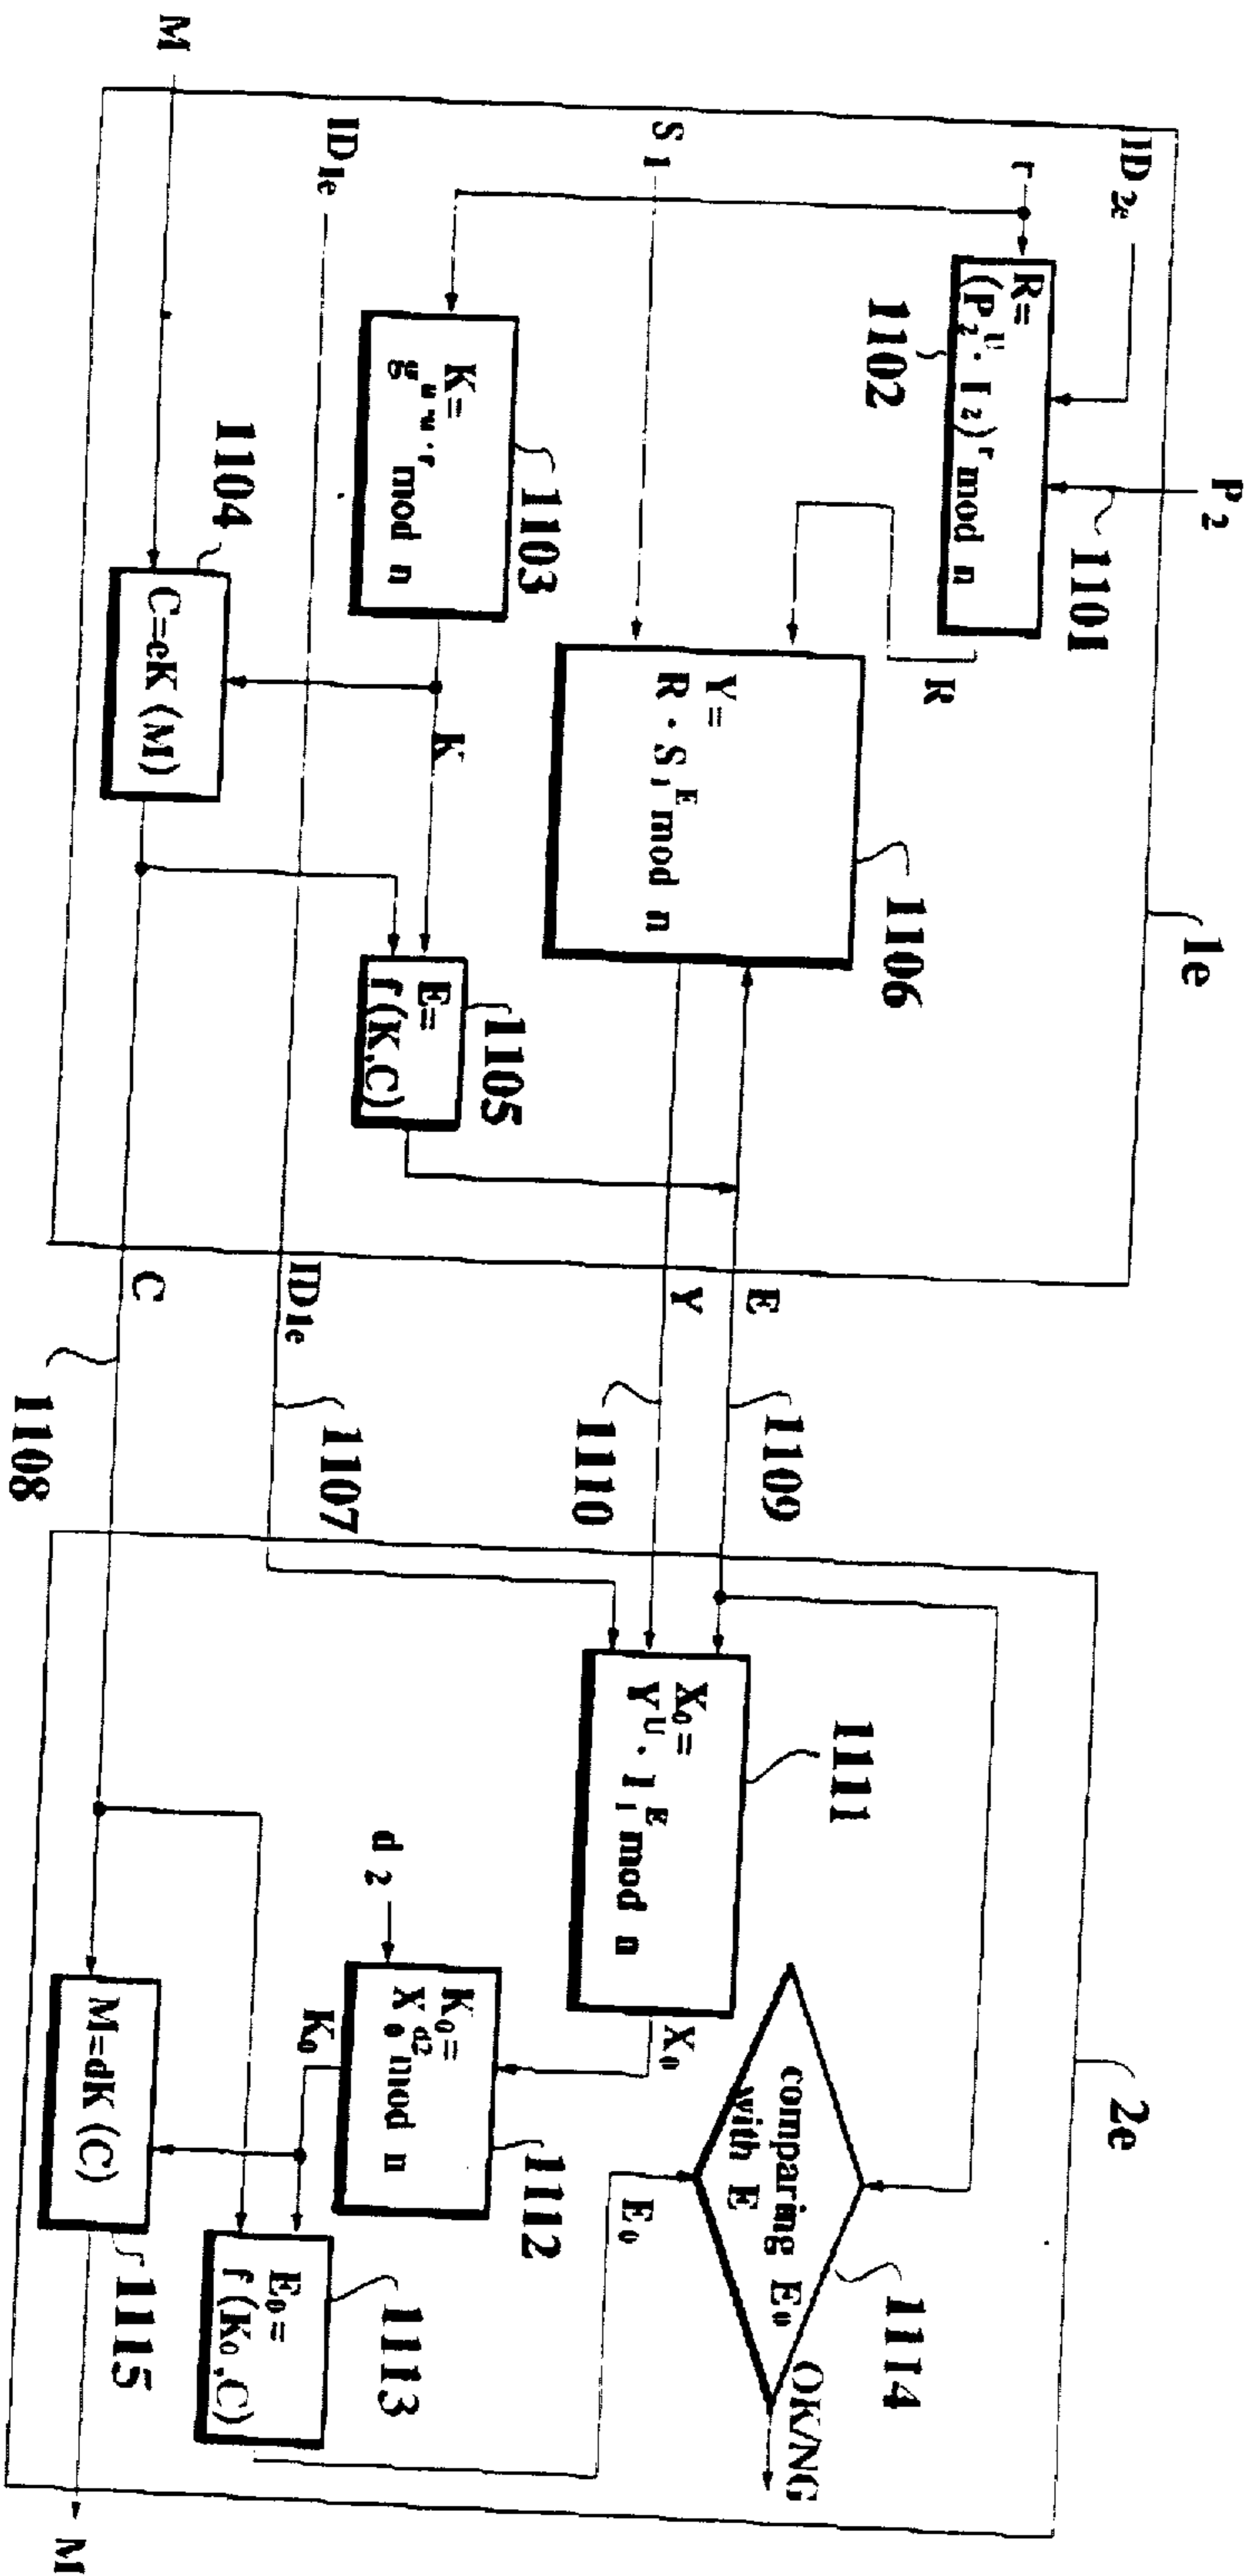 1e
P₂
1101
ID₂ₑ
r
R=
(P₂ᵁ · I₂)ʳ mod n
1102
R
S₁
Y=
R · S₁ᴱ mod n
1106
K=
mod n
1103
K
E=
f(K,C)
1105
ID₁ₑ
M
C=eK (M)
1104
E
Y
ID₁ₑ
C
1109
1110
1107
1108
2e
X₀=
Yᵁ · I₁ᴱ mod n
1111
X₀
comparing E₀
with E
1114
OK/NG
E₀
d₂
K₀=
X₀ᵈ² mod n
1112
K₀
E₀=
f(K₀,C)
1113
M=dK (C)
1115
M